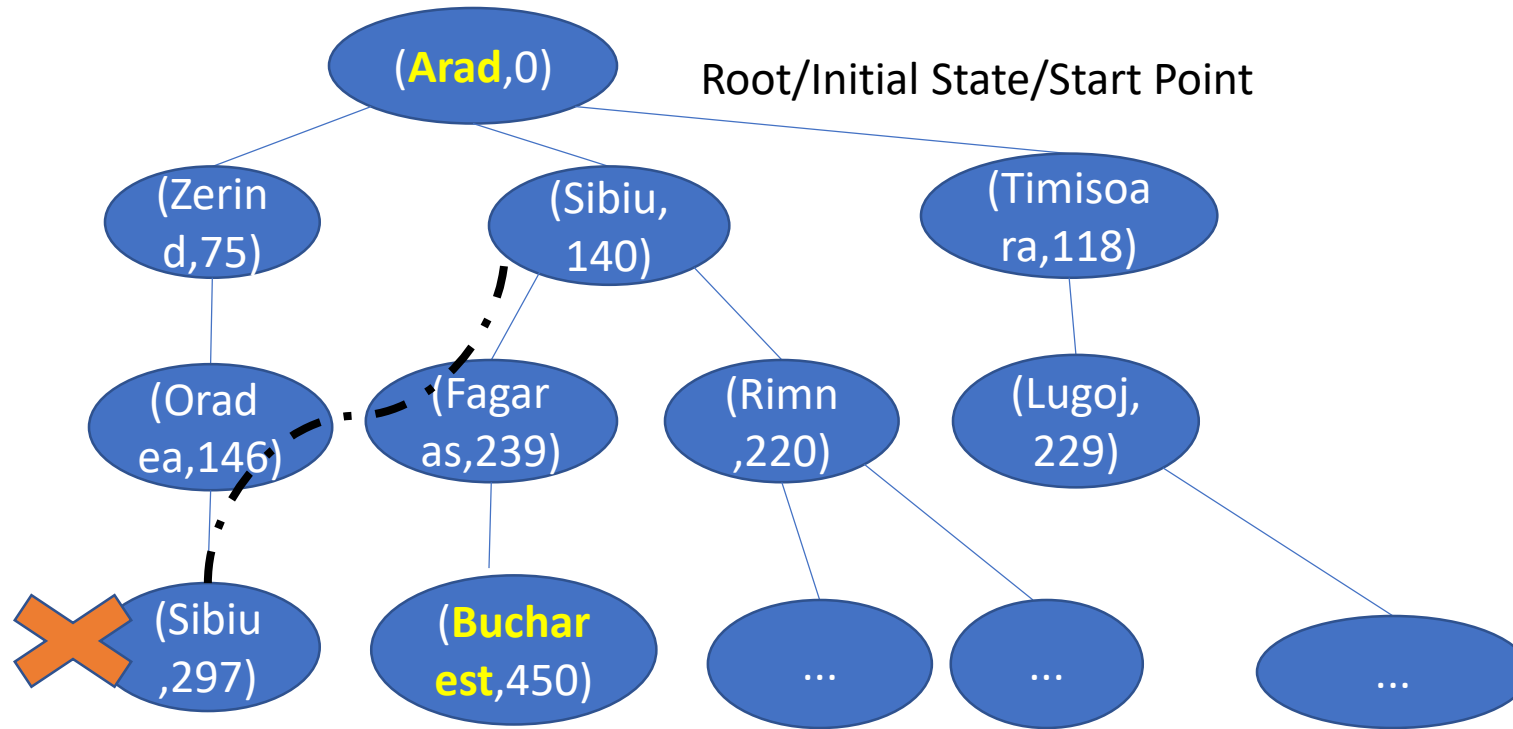 (Arad,0)
Root/Initial State/Start Point
(Zerin
d,75)
(Sibiu,
140)
(Timisoa
ra,118)
(Orad
ea,146)
(Fagar
as,239)
(Rimn
,220)
(Lugoj,
229)
(Sibiu
,297)
(Buchar
est,450)
...
...
...